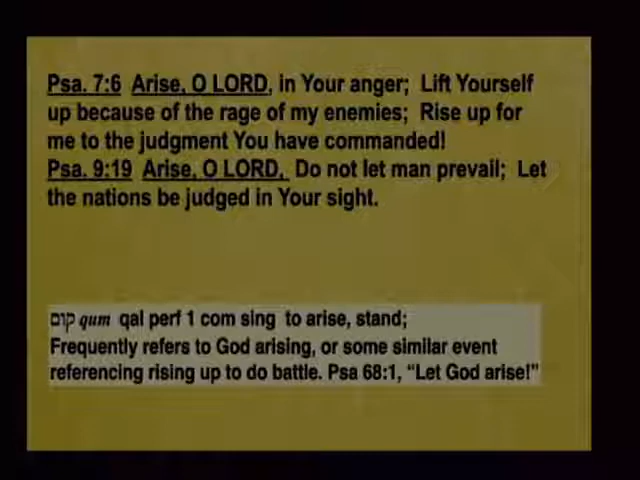 Psa. 7:6 Arise, O LORD, in Your anger; Lift Yourself
up because of the rage of my enemies; Rise up for
me to the judgment You have commanded!
Psa. 9:19 Arise, O LORD, Do not let man prevail; Let
the nations be judged in Your sight.
קום qum qal perf 1 com sing to arise, stand;
Frequently refers to God arising, or some similar event
referencing rising up to do battle. Psa 68:1, “Let God arise!”